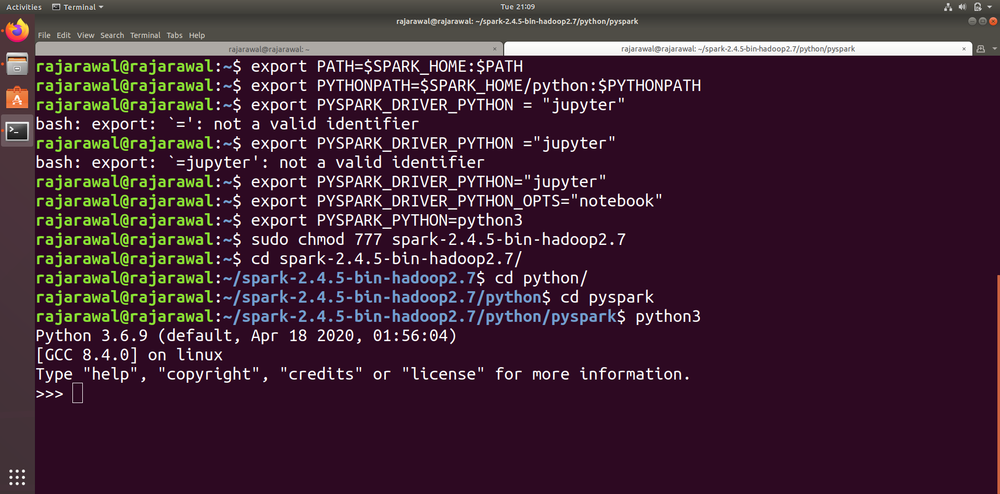 Activities Terminal Tue 21:09
rajarawal@rajarawal: ~/spark-2.4.5-bin-hadoop2.7/python/pyspark
File Edit View Search Terminal Tabs Help
rajarawal@rajarawal: ~ × rajarawal@rajarawal: ~/spark-2.4.5-bin-hadoop2.7/python/pyspark ×
rajarawal@rajarawal:~$ export PATH=$SPARK_HOME:$PATH
rajarawal@rajarawal:~$ export PYTHONPATH=$SPARK_HOME/python:$PYTHONPATH
rajarawal@rajarawal:~$ export PYSPARK_DRIVER_PYTHON = "jupyter"
bash: export: `=': not a valid identifier
rajarawal@rajarawal:~$ export PYSPARK_DRIVER_PYTHON ="jupyter"
bash: export: `=jupyter': not a valid identifier
rajarawal@rajarawal:~$ export PYSPARK_DRIVER_PYTHON="jupyter"
rajarawal@rajarawal:~$ export PYSPARK_DRIVER_PYTHON_OPTS="notebook"
rajarawal@rajarawal:~$ export PYSPARK_PYTHON=python3
rajarawal@rajarawal:~$ sudo chmod 777 spark-2.4.5-bin-hadoop2.7
rajarawal@rajarawal:~$ cd spark-2.4.5-bin-hadoop2.7/
rajarawal@rajarawal:~/spark-2.4.5-bin-hadoop2.7$ cd python/
rajarawal@rajarawal:~/spark-2.4.5-bin-hadoop2.7/python$ cd pyspark
rajarawal@rajarawal:~/spark-2.4.5-bin-hadoop2.7/python/pyspark$ python3
Python 3.6.9 (default, Apr 18 2020, 01:56:04)
[GCC 8.4.0] on linux
Type "help", "copyright", "credits" or "license" for more information.
>>>